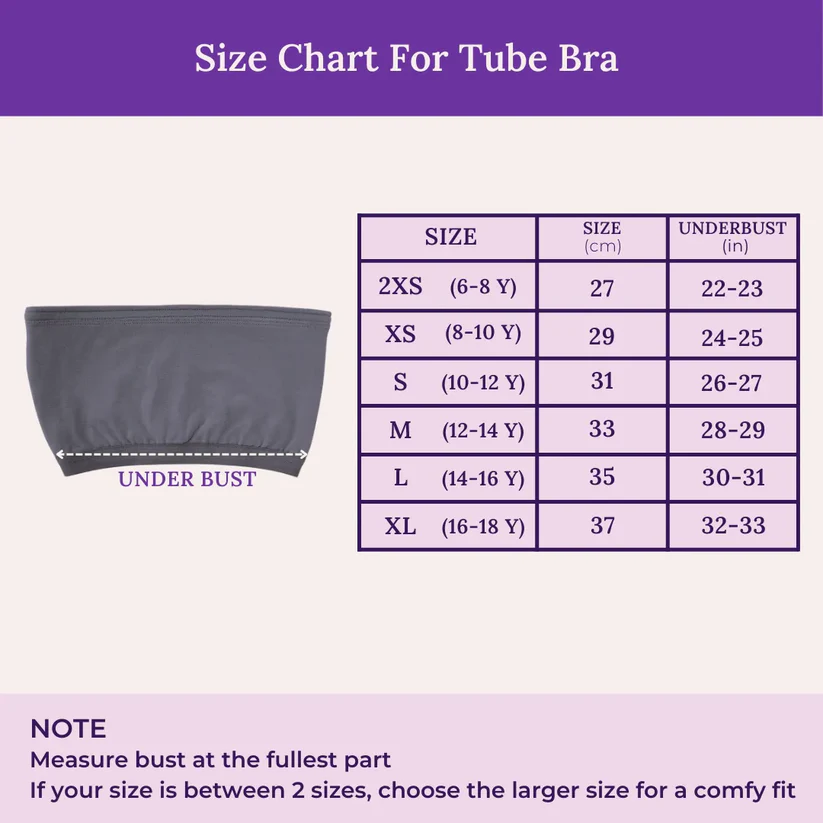 Size Chart For Tube Bra
SIZE SIZE (cm) UNDERBUST (in)
2XS (6-8 Y) 27 22-23
XS (8-10 Y) 29 24-25
S (10-12 Y) 31 26-27
M (12-14 Y) 33 28-29
L (14-16 Y) 35 30-31
XL (16-18 Y) 37 32-33
UNDER BUST
NOTE
Measure bust at the fullest part
If your size is between 2 sizes, choose the larger size for a comfy fit